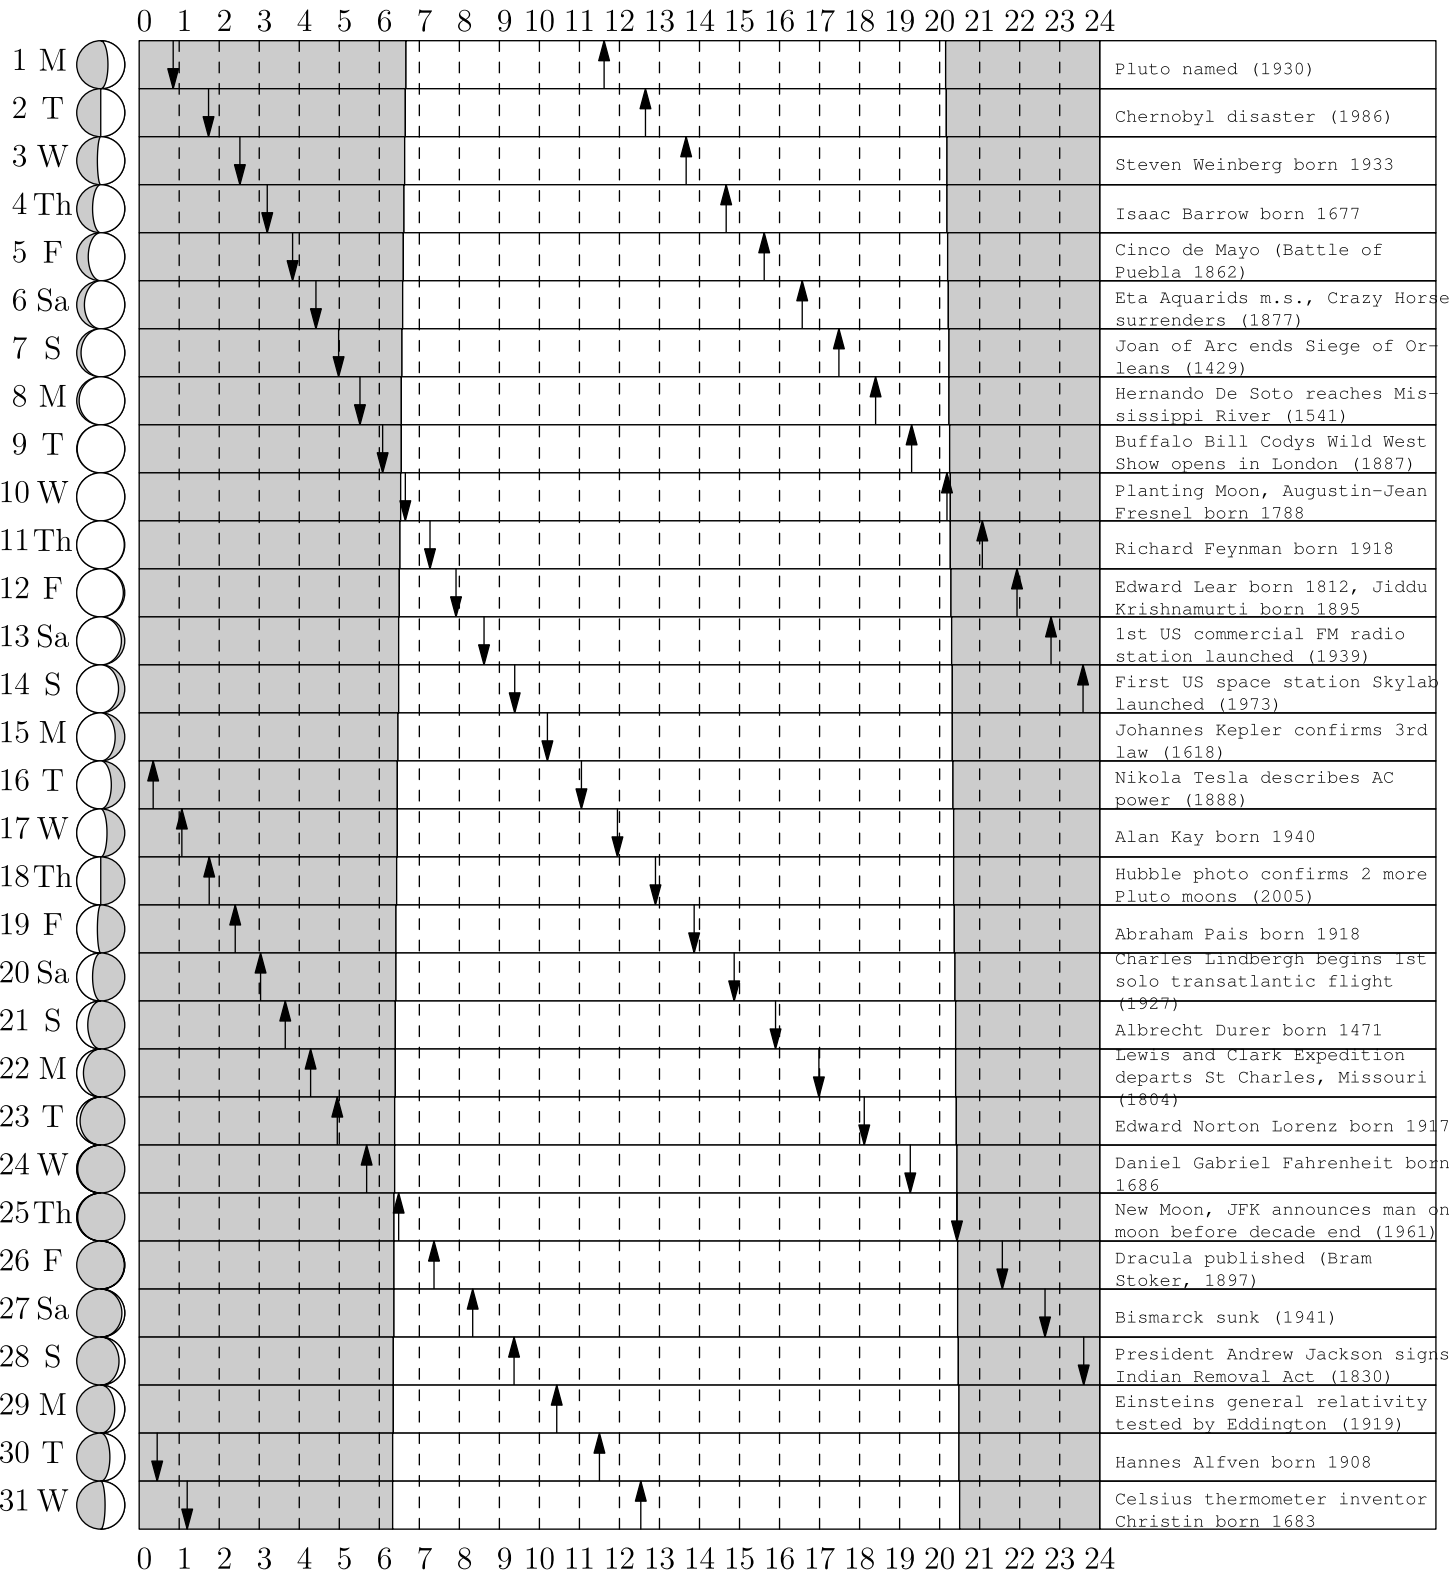 0 1 2 3 4 5 6 7 8 9 10 11 12 13 14 15 16 17 18 19 20 21 22 23 24
1 M Pluto named (1930)
2 T Chernobyl disaster (1986)
3 W Steven Weinberg born 1933
4 Th Isaac Barrow born 1677
5 F Cinco de Mayo (Battle of
Puebla 1862)
6 Sa Eta Aquarids m.s., Crazy Horse
surrenders (1877)
7 S Joan of Arc ends Siege of Or-
leans (1429)
8 M Hernando De Soto reaches Mis-
sissippi River (1541)
9 T Buffalo Bill Codys Wild West
Show opens in London (1887)
10 W Planting Moon, Augustin-Jean
Fresnel born 1788
11 Th Richard Feynman born 1918
12 F Edward Lear born 1812, Jiddu
Krishnamurti born 1895
13 Sa 1st US commercial FM radio
station launched (1939)
14 S First US space station Skylab
launched (1973)
15 M Johannes Kepler confirms 3rd
law (1618)
16 T Nikola Tesla describes AC
power (1888)
17 W Alan Kay born 1940
18 Th Hubble photo confirms 2 more
Pluto moons (2005)
19 F Abraham Pais born 1918
20 Sa Charles Lindbergh begins 1st
solo transatlantic flight
(1927)
21 S Albrecht Durer born 1471
22 M Lewis and Clark Expedition
departs St Charles, Missouri
(1804)
23 T Edward Norton Lorenz born 1917
24 W Daniel Gabriel Fahrenheit born
1686
25 Th New Moon, JFK announces man on
moon before decade end (1961)
26 F Dracula published (Bram
Stoker, 1897)
27 Sa Bismarck sunk (1941)
28 S President Andrew Jackson signs
Indian Removal Act (1830)
29 M Einsteins general relativity
tested by Eddington (1919)
30 T Hannes Alfven born 1908
31 W Celsius thermometer inventor
Christin born 1683
0 1 2 3 4 5 6 7 8 9 10 11 12 13 14 15 16 17 18 19 20 21 22 23 24